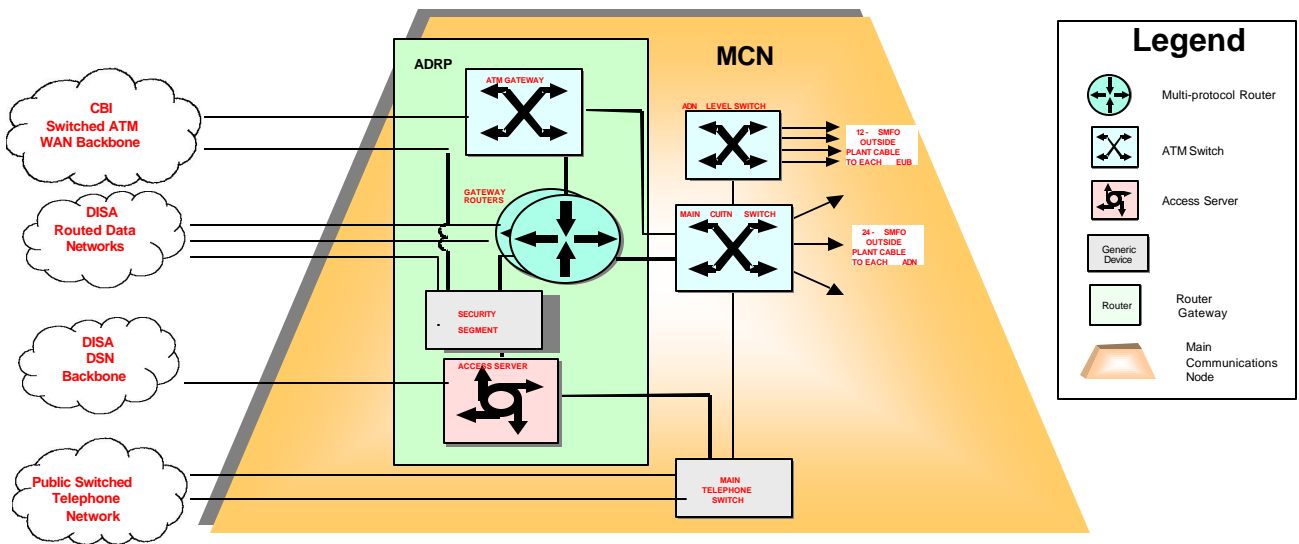 CBI
Switched ATM
WAN Backbone
DISA
Routed Data
Networks
DISA
DSN
Backbone
Public Switched
Telephone
Network
ADRP
ATM GATEWAY
GATEWAY
ROUTERS
SECURITY
SEGMENT
ACCESS SERVER
MCN
ADN LEVEL SWITCH
12 - SMFO
OUTSIDE
PLANT CABLE
TO EACH EUB
MAIN CUITN SWITCH
24 - SMFO
OUTSIDE
PLANT CABLE
TO EACH ADN
MAIN
TELEPHONE
SWITCH
Legend
Multi-protocol Router
ATM Switch
Access Server
Generic
Device
Router
Router
Gateway
Main
Communications
Node